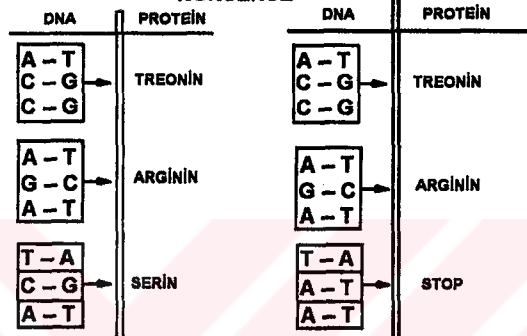 DNA PROTEİN
A – T
C – G TREONİN
C – G
A – T
G – C ARGİNİN
A – T
T – A
C – G SERİN
A – T
DNA PROTEİN
A – T
C – G TREONİN
C – G
A – T
G – C ARGİNİN
A – T
T – A
A – T STOP
A – T